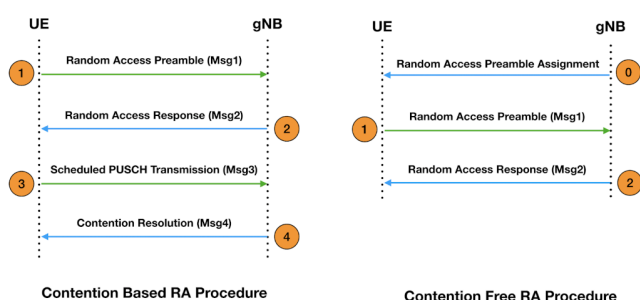 UE gNB
Random Access Preamble (Msg1)
1
Random Access Response (Msg2)
2
Scheduled PUSCH Transmission (Msg3)
3
Contention Resolution (Msg4)
4
Contention Based RA Procedure
UE gNB
Random Access Preamble Assignment
0
Random Access Preamble (Msg1)
1
Random Access Response (Msg2)
2
Contention Free RA Procedure